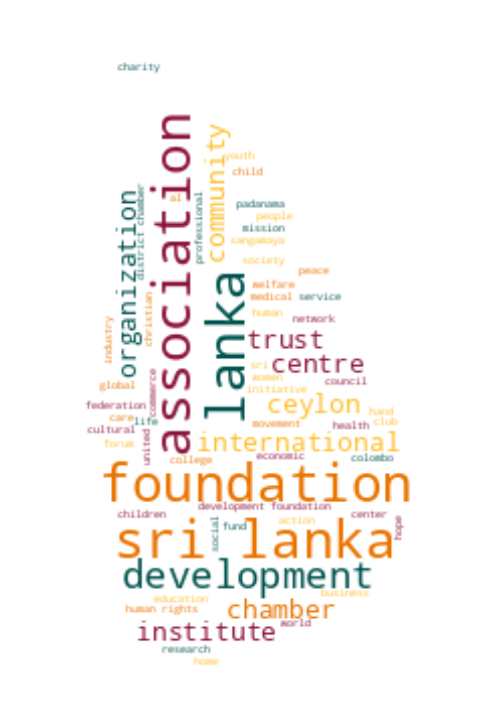 charity
association
community
youth
child
al
organization
district chamber
professional
padanama
people
mission
sangamaya
society
peace
welfare
medical
service
lanka
human
network
industry
christian
trust
sri
centre
women
council
global
commerce
initiative
ceylon
federation
care
life
hand
club
cultural
movement
health
forum
united
international
college
economic
colombo
foundation
development foundation
children
center
social
fund
action
hope
sri lanka
development
education
business
human rights
chamber
institute
world
research
home